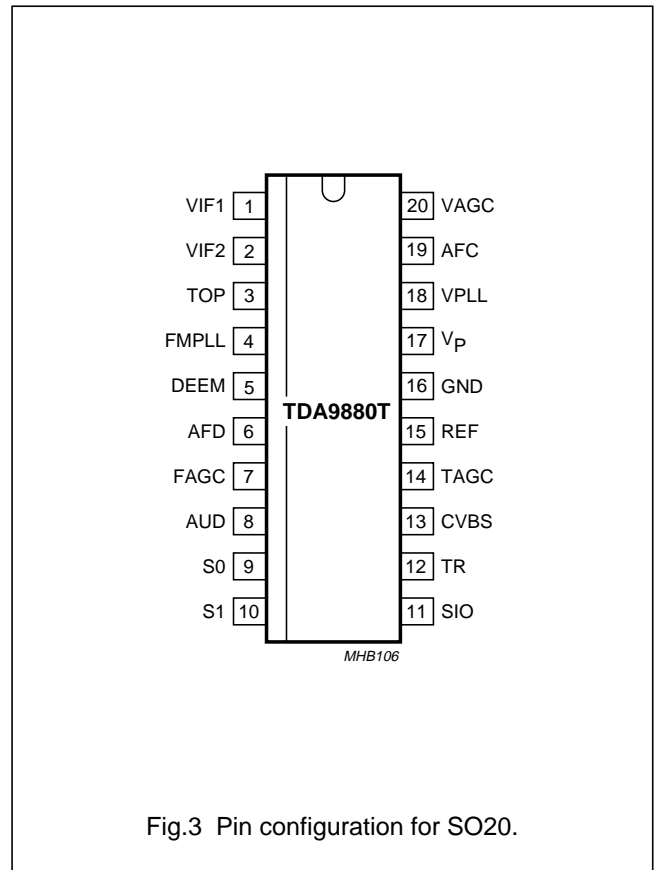 VIF1 1 20 VAGC
VIF2 2 19 AFC
TOP 3 18 VPLL
FMPLL 4 17 VP
DEEM 5 16 GND
TDA9880T
AFD 6 15 REF
FAGC 7 14 TAGC
AUD 8 13 CVBS
S0 9 12 TR
S1 10 11 SIO
MHB106
Fig.3 Pin configuration for SO20.